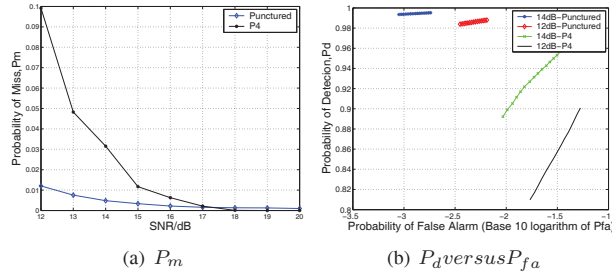 Punctured
P4
Probability of Miss,Pm
0.1
0.09
0.08
0.07
0.06
0.05
0.04
0.03
0.02
0.01
0
12 13 14 15 16 17 18 19 20
SNR/dB
(a) Pm
14dB-Punctured
12dB-Punctured
14dB-P4
12dB-P4
Probability of Detecion,Pd
1
0.98
0.96
0.94
0.92
0.9
0.88
0.86
0.84
0.82
0.8
−3.5 −3 −2.5 −2 −1.5 −1
Probability of False Alarm (Base 10 logarithm of Pfa)
(b) PdversusPfa